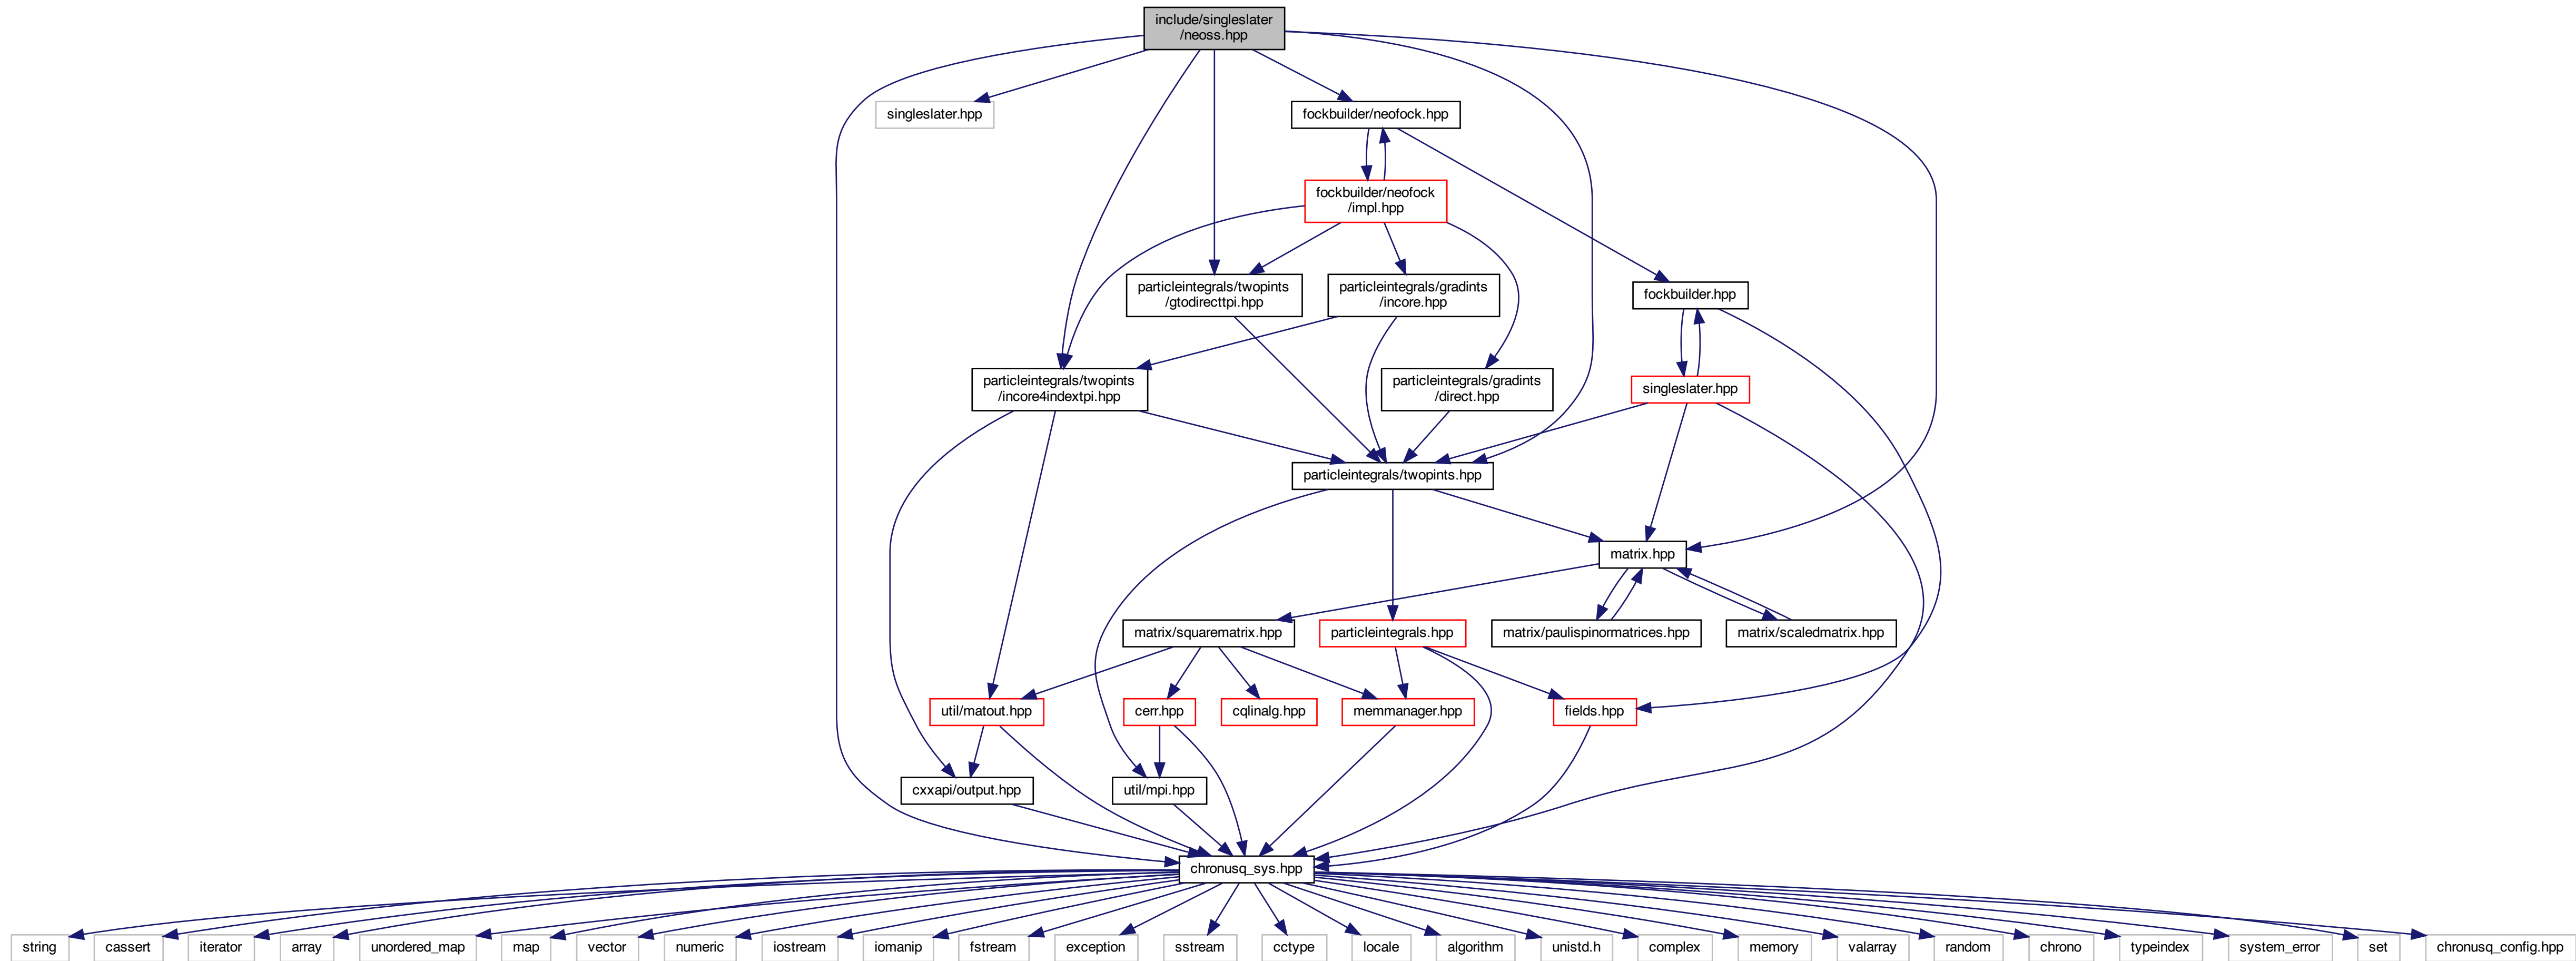 include/singleslater
/neoss.hpp
singleslater.hpp
fockbuilder/neofock.hpp
fockbuilder/neofock
/impl.hpp
particleintegrals/twopints
/gtodirecttpi.hpp
particleintegrals/gradints
/incore.hpp
fockbuilder.hpp
particleintegrals/twopints
/incore4indextpi.hpp
particleintegrals/gradints
/direct.hpp
singleslater.hpp
particleintegrals/twopints.hpp
matrix.hpp
matrix/squarematrix.hpp
particleintegrals.hpp
matrix/paulispinormatrices.hpp
matrix/scaledmatrix.hpp
util/matout.hpp
cerr.hpp
cqlinalg.hpp
memmanager.hpp
fields.hpp
cxxapi/output.hpp
util/mpi.hpp
chronusq_sys.hpp
string
cassert
iterator
array
unordered_map
map
vector
numeric
iostream
iomanip
fstream
exception
sstream
cctype
locale
algorithm
unistd.h
complex
memory
valarray
random
chrono
typeindex
system_error
set
chronusq_config.hpp